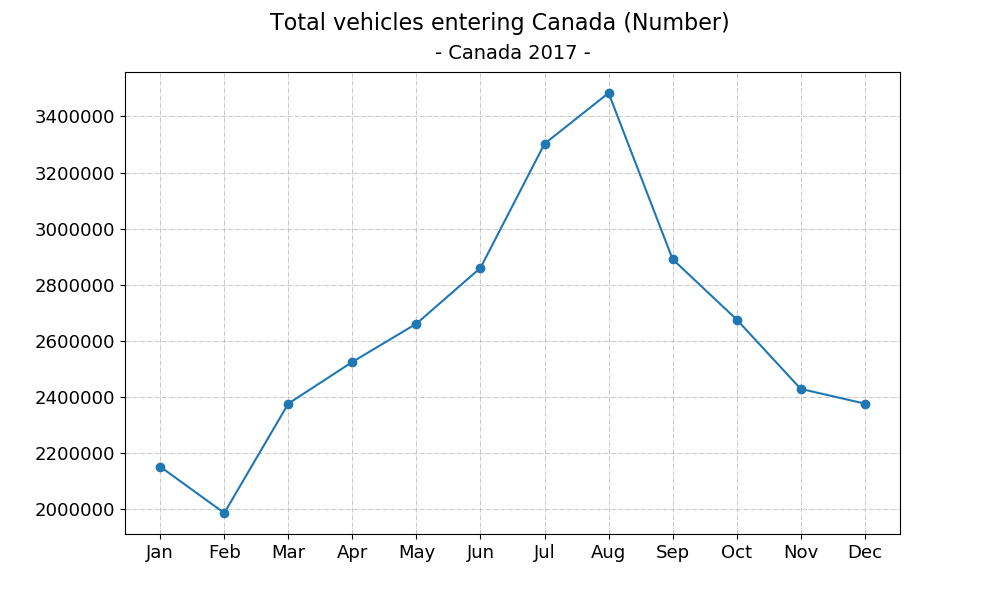 Total vehicles entering Canada (Number)
- Canada 2017 -
3400000
3200000
3000000
2800000
2600000
2400000
2200000
2000000
Jan Feb Mar Apr May Jun Jul Aug Sep Oct Nov Dec